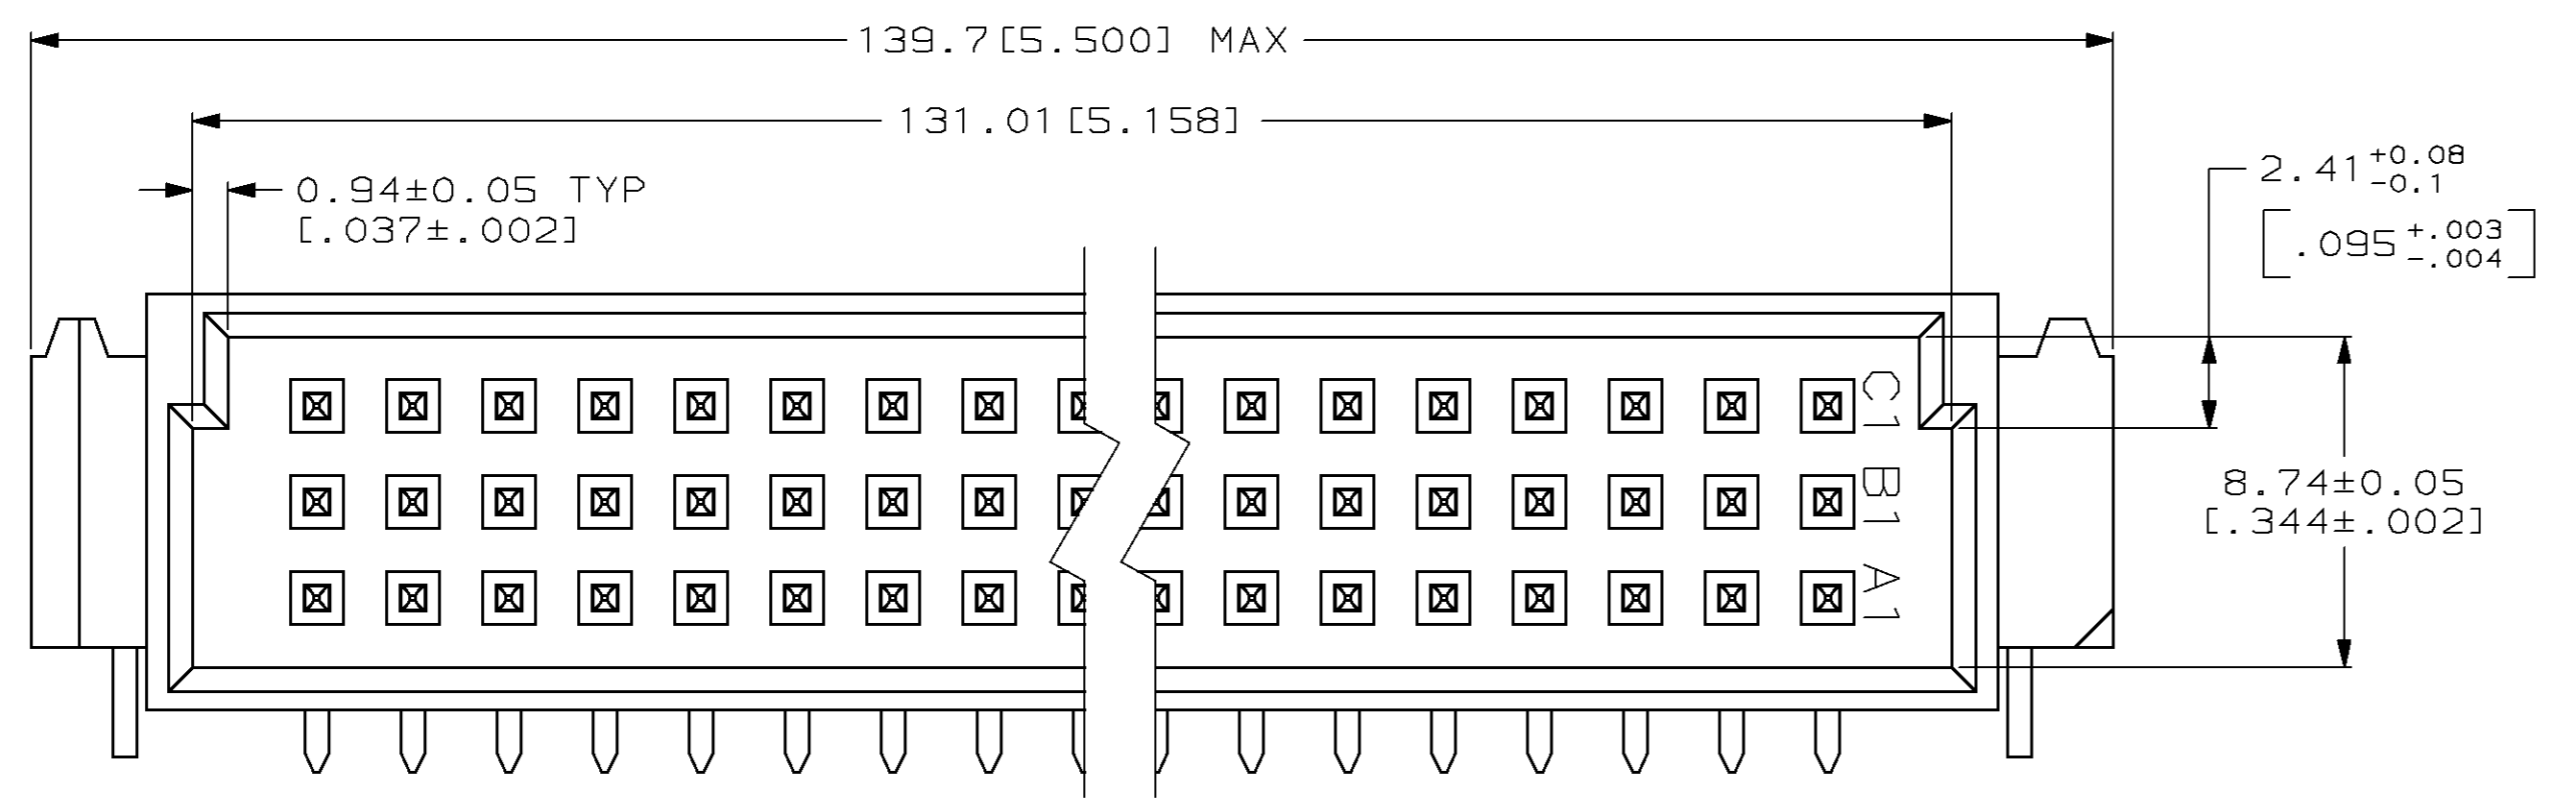 139.7[5.500] MAX
131.01[5.158]
0.94±0.05 TYP
[.037±.002]
2.41 +0.08 -0.1
[.095 +.003 -.004]
C1
B1
A1
8.74±0.05
[.344±.002]